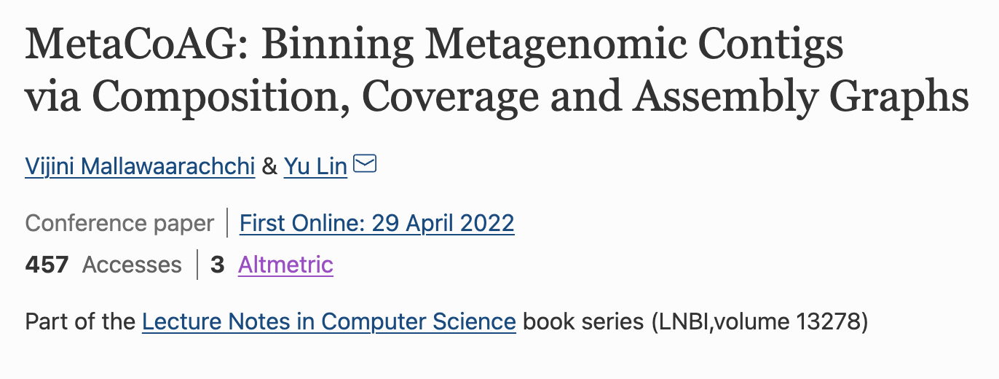 MetaCoAG: Binning Metagenomic Contigs
via Composition, Coverage and Assembly Graphs
Vijini Mallawaarachchi & Yu Lin
Conference paper | First Online: 29 April 2022
457 Accesses | 3 Altmetric
Part of the Lecture Notes in Computer Science book series (LNBI,volume 13278)